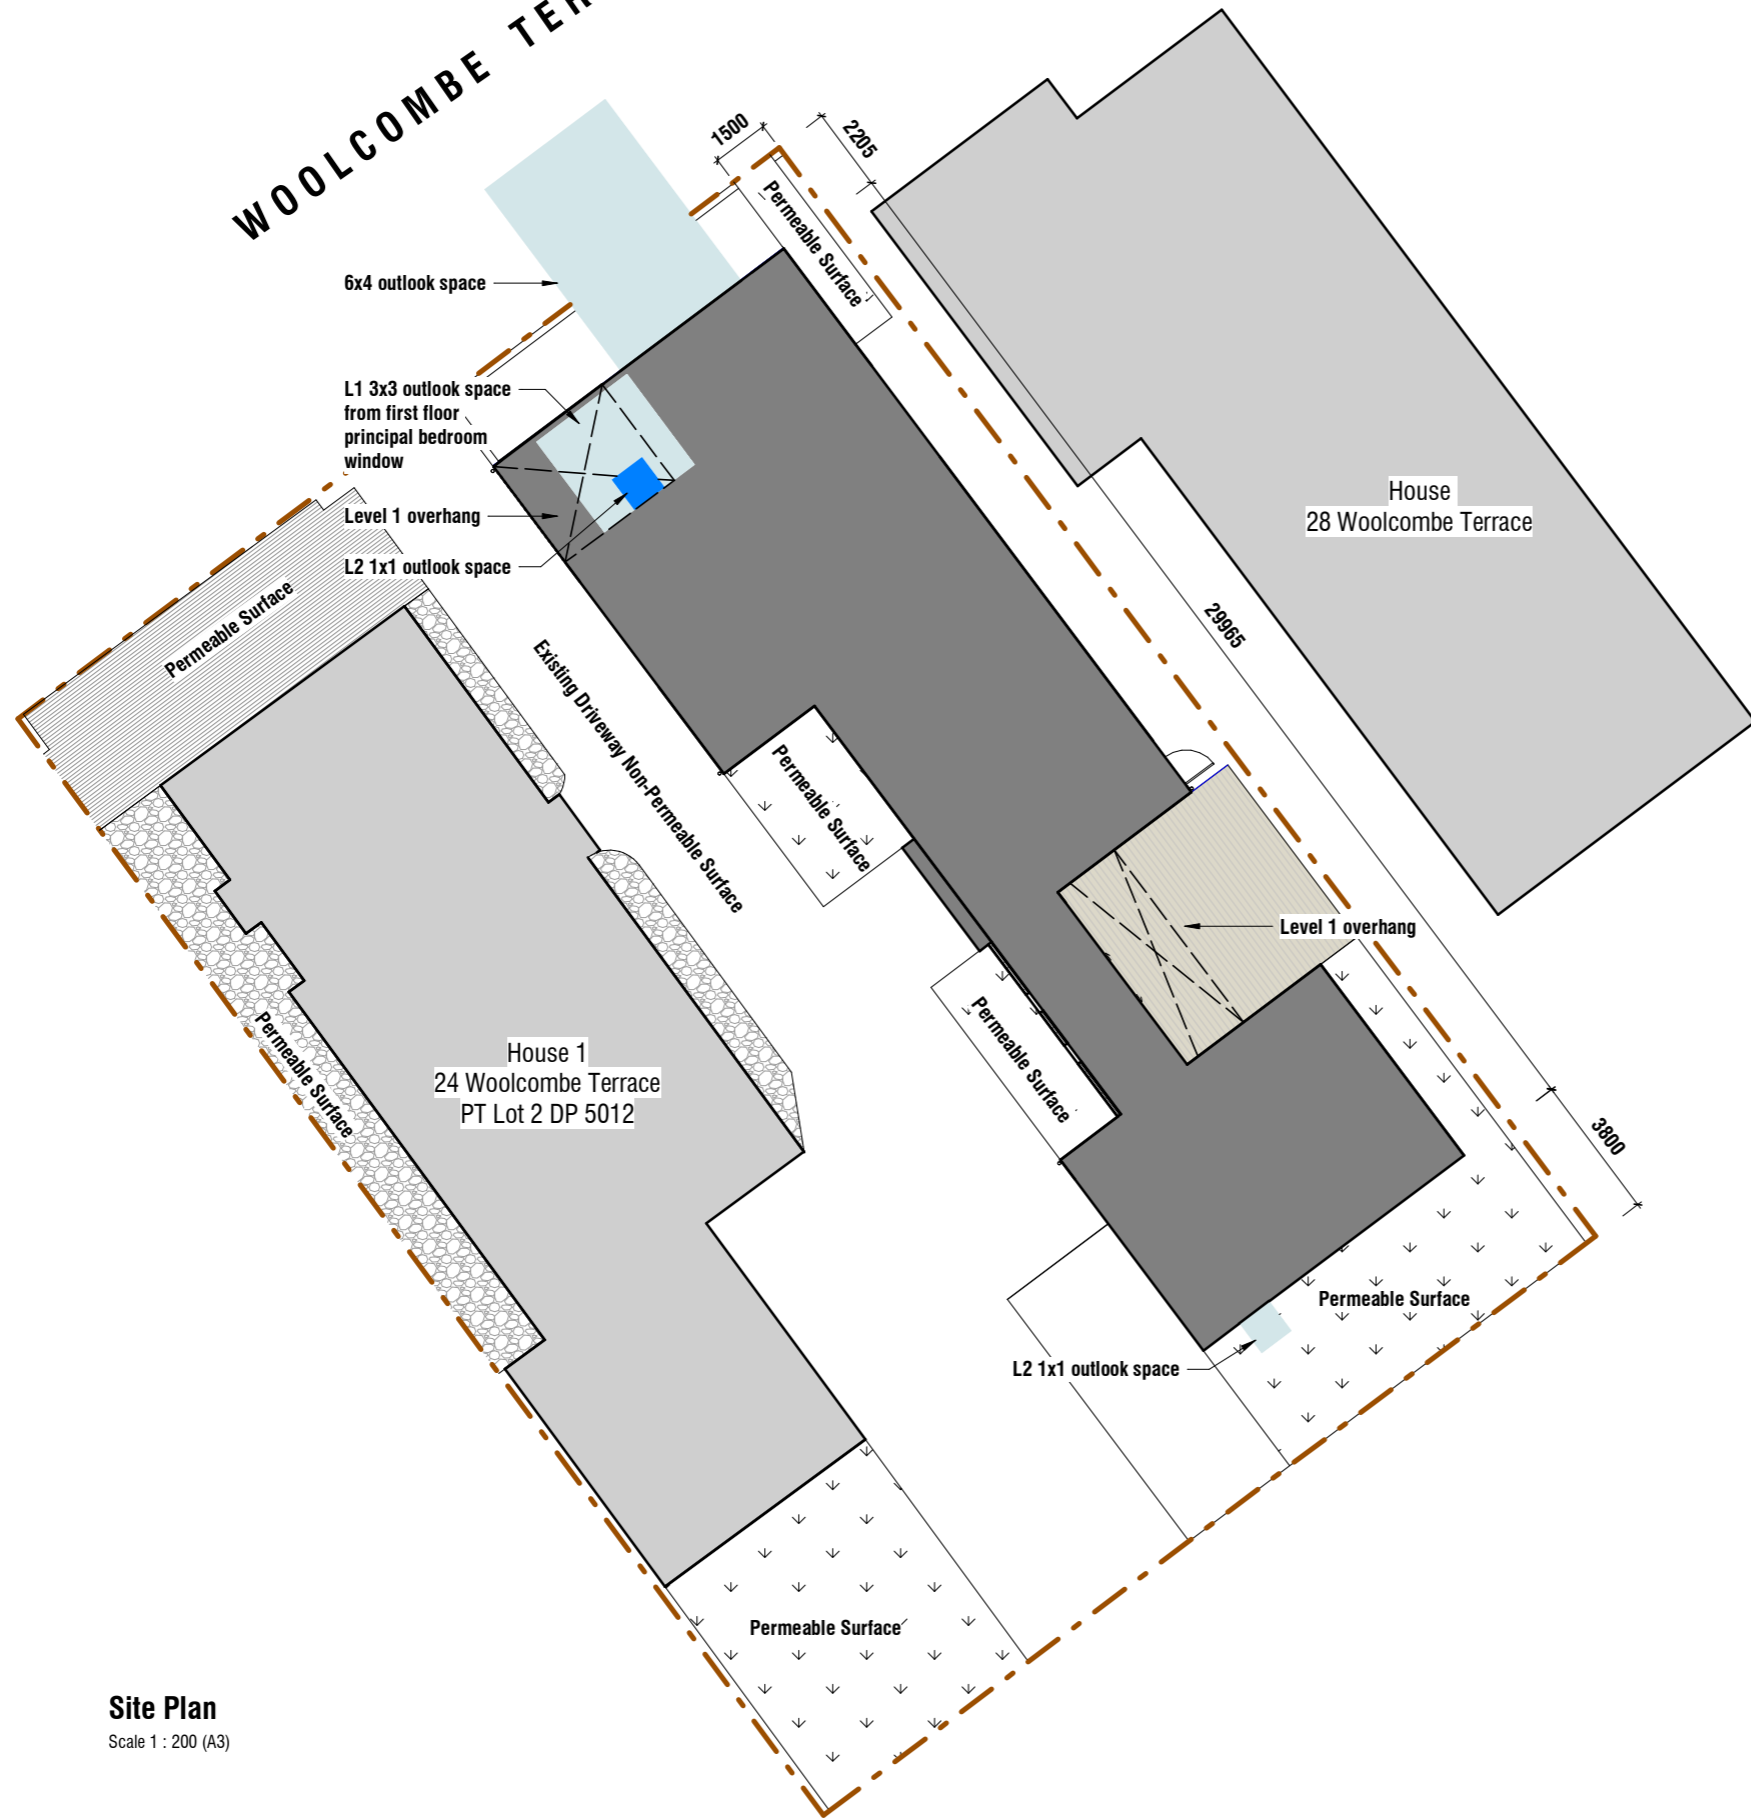 WOOLCOMBE TER
1500
2205
Permeable Surface
6x4 outlook space
L1 3x3 outlook space
from first floor
principal bedroom
window
Level 1 overhang
L2 1x1 outlook space
House
28 Woolcombe Terrace
Permeable Surface
Existing Driveway Non-Permeable Surface
29965
Permeable Surface
Level 1 overhang
Permeable Surface
Permeable Surface
House 1
24 Woolcombe Terrace
PT Lot 2 DP 5012
3800
Permeable Surface
L2 1x1 outlook space
Permeable Surface
Site Plan
Scale 1 : 200 (A3)